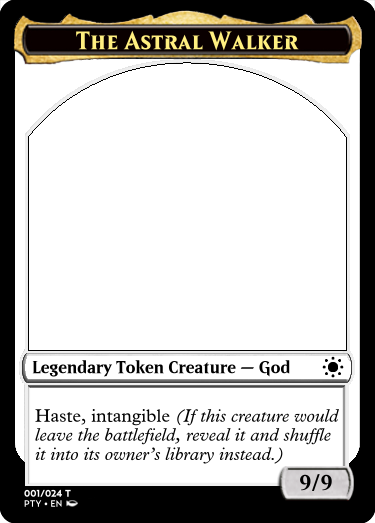 The Astral Walker
Legendary Token Creature — God
Haste, intangible (If this creature would
leave the battlefield, reveal it and shuffle
it into its owner's library instead.)
9/9
001/024 T
PTY • EN